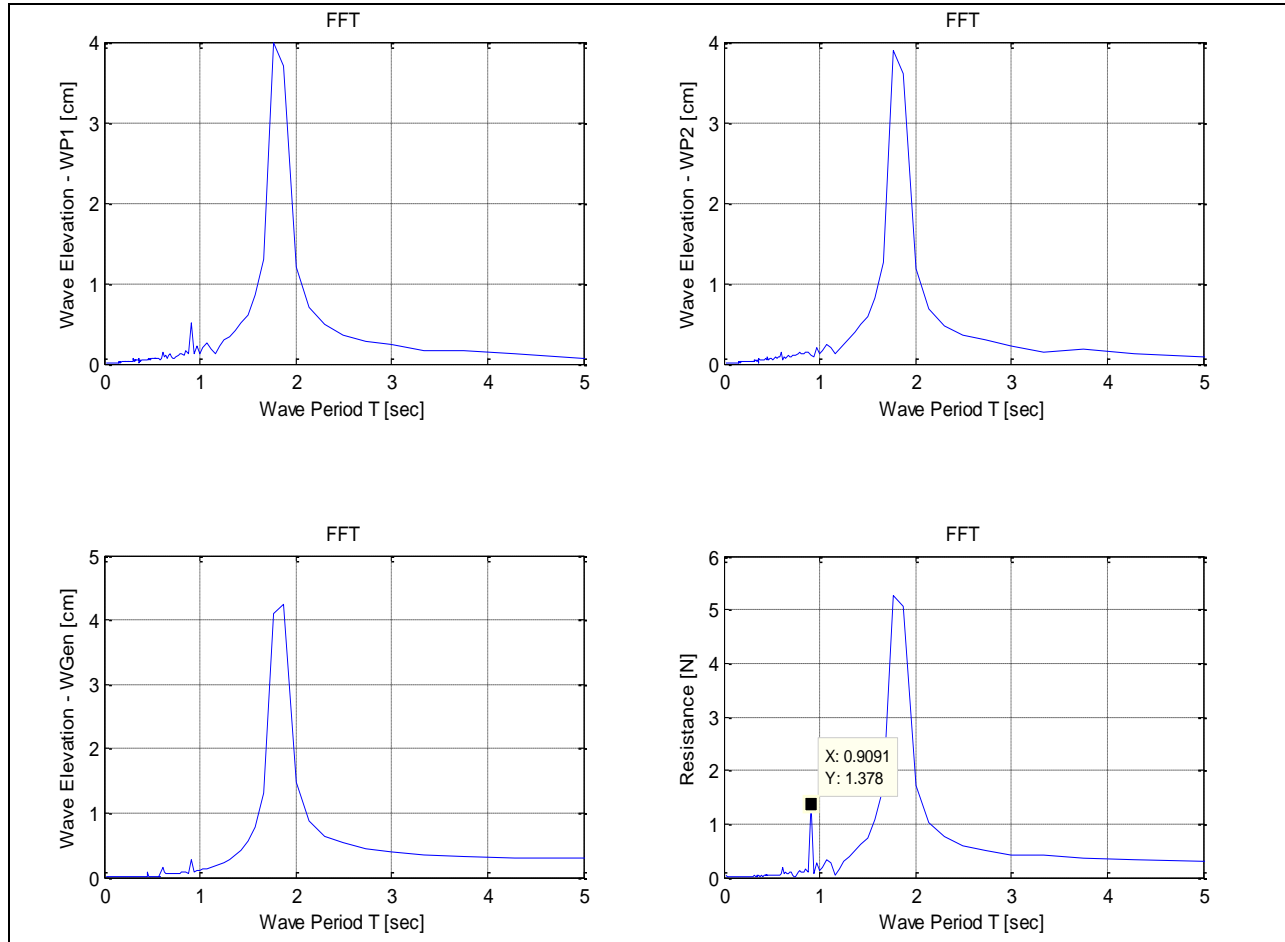 FFT
Wave Elevation - WP1 [cm]
4
3
2
1
0
0 1 2 3 4 5
Wave Period T [sec]
FFT
Wave Elevation - WP2 [cm]
4
3
2
1
0
0 1 2 3 4 5
Wave Period T [sec]
FFT
Wave Elevation - WGen [cm]
5
4
3
2
1
0
0 1 2 3 4 5
Wave Period T [sec]
FFT
Resistance [N]
6
5
4
3
2
1
0
X: 0.9091
Y: 1.378
0 1 2 3 4 5
Wave Period T [sec]